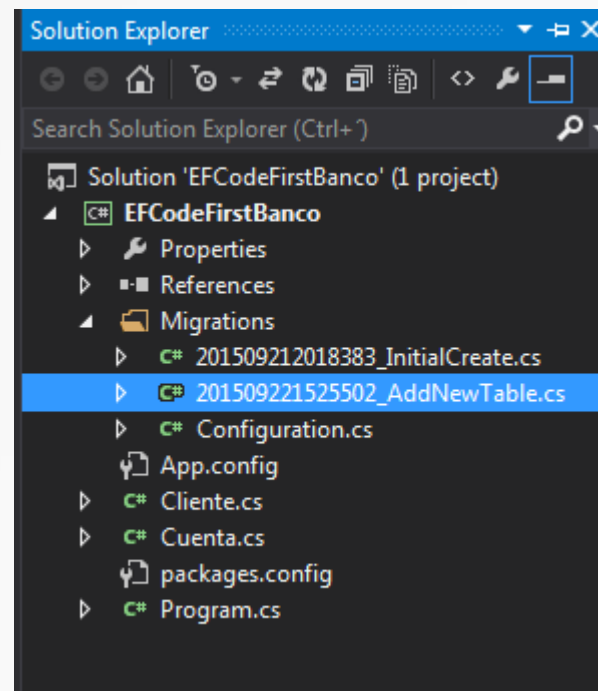 Solution Explorer
Search Solution Explorer (Ctrl+´)
Solution 'EFCodeFirstBanco' (1 project)
C# EFCodeFirstBanco
Properties
References
Migrations
C# 201509212018383_InitialCreate.cs
C# 201509221525502_AddNewTable.cs
C# Configuration.cs
App.config
C# Cliente.cs
C# Cuenta.cs
packages.config
C# Program.cs